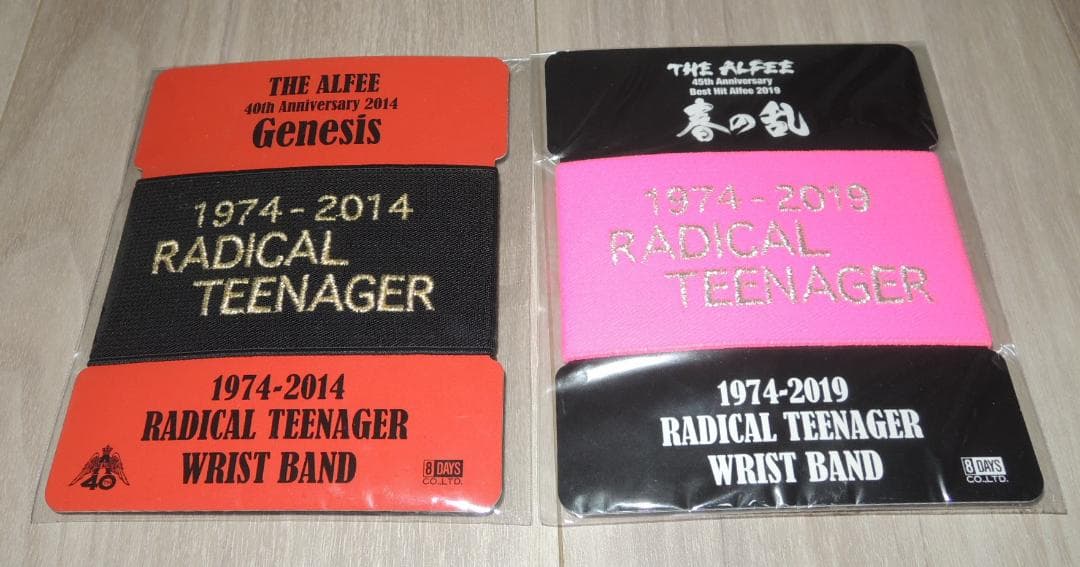 THE ALFEE
40th Anniversary 2014
Genesis
1974-2014
RADICAL
TEENAGER
1974-2014
RADICAL TEENAGER
WRIST BAND
40
8 DAYS
CO.,LTD.
THE ALFEE
45th Anniversary
Best Hit Alfee 2019
春の乱
1974-2019
RADICAL
TEENAGER
1974-2019
RADICAL TEENAGER
WRIST BAND
8 DAYS
CO.,LTD.